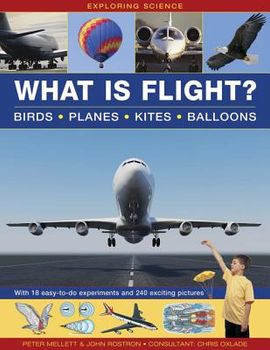 EXPLORING SCIENCE
WHAT IS FLIGHT?
BIRDS • PLANES • KITES • BALLOONS
With 18 easy-to-do experiments and 240 exciting pictures
PETER MELLETT & JOHN ROSTRON • CONSULTANT: CHRIS OXLADE